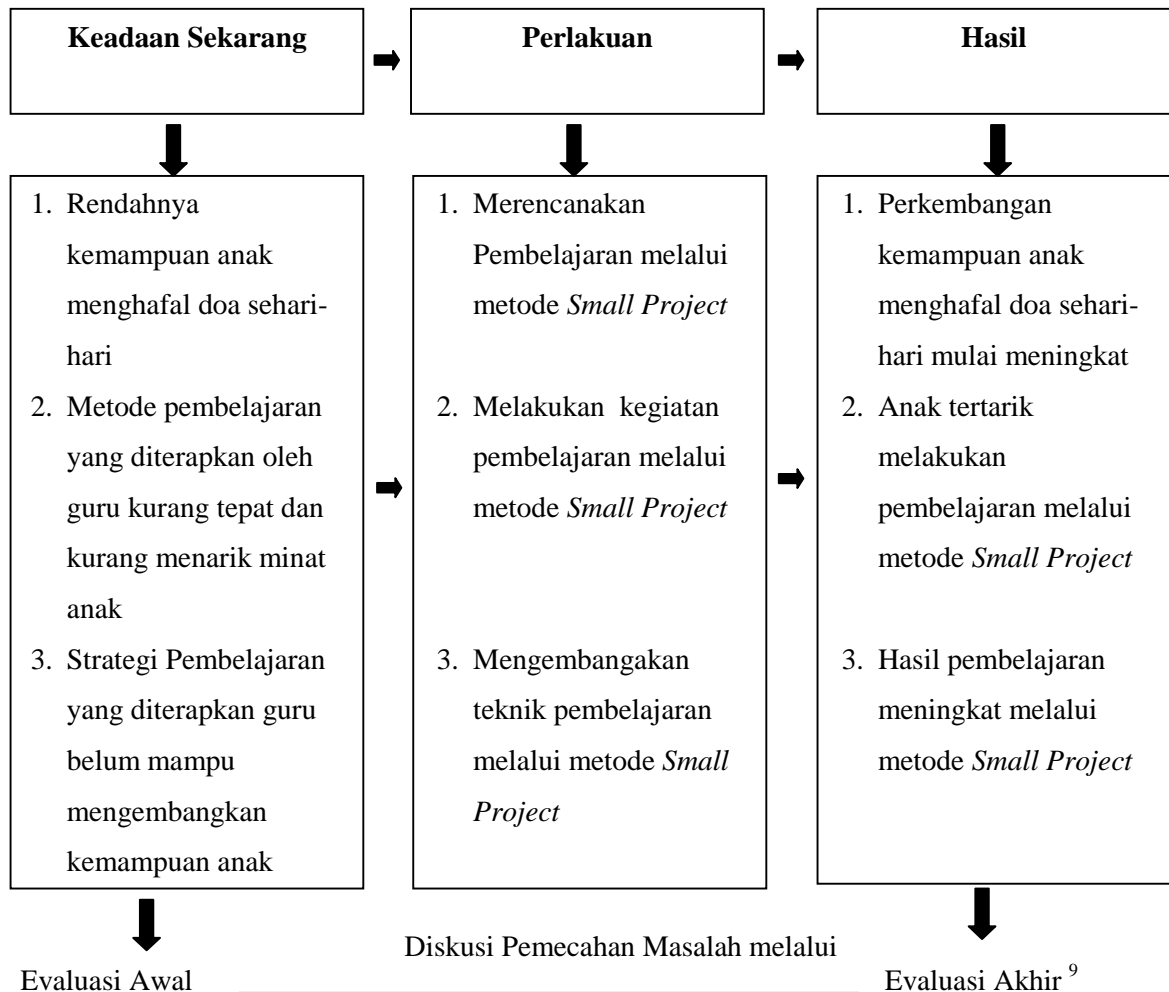 Keadaan Sekarang
Perlakuan
Hasil
1. Rendahnya
kemampuan anak
menghafal doa sehari-
hari
2. Metode pembelajaran
yang diterapkan oleh
guru kurang tepat dan
kurang menarik minat
anak
3. Strategi Pembelajaran
yang diterapkan guru
belum mampu
mengembangkan
kemampuan anak
1. Merencanakan
Pembelajaran melalui
metode Small Project
2. Melakukan kegiatan
pembelajaran melalui
metode Small Project
3. Mengembangakan
teknik pembelajaran
melalui metode Small
Project
1. Perkembangan
kemampuan anak
menghafal doa sehari-
hari mulai meningkat
2. Anak tertarik
melakukan
pembelajaran melalui
metode Small Project
3. Hasil pembelajaran
meningkat melalui
metode Small Project
Diskusi Pemecahan Masalah melalui
Evaluasi Awal
Evaluasi Akhir 9